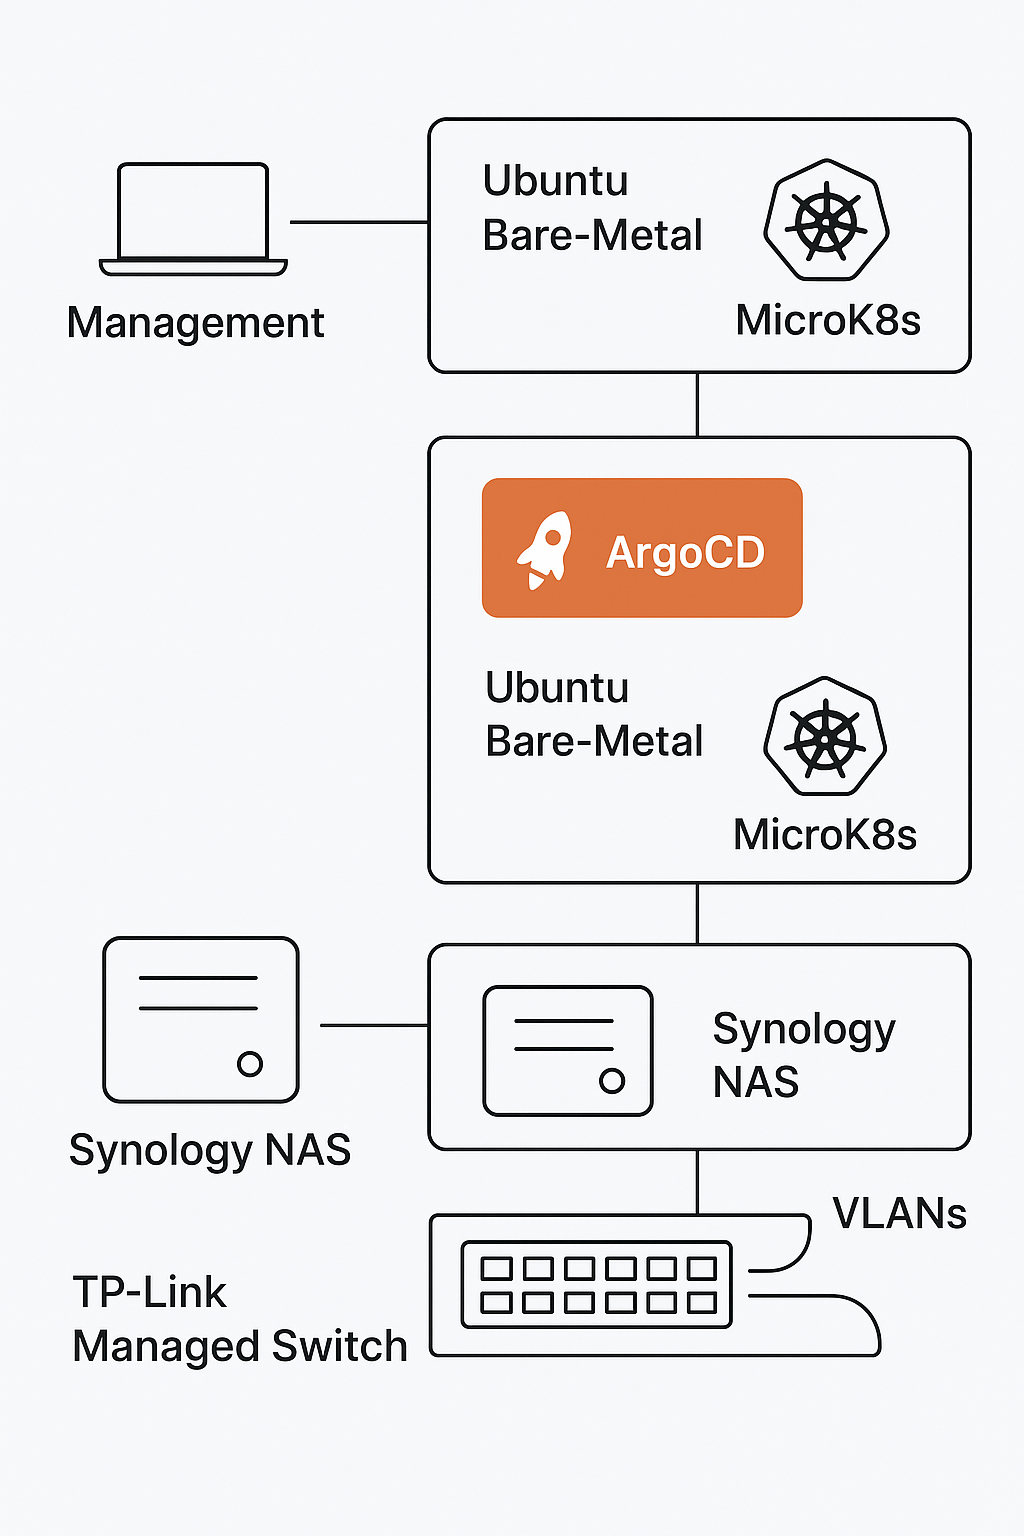 Ubuntu
Bare-Metal
Management
MicroK8s
ArgoCD
Ubuntu
Bare-Metal
MicroK8s
Synology
NAS
Synology NAS
VLANs
TP-Link
Managed Switch